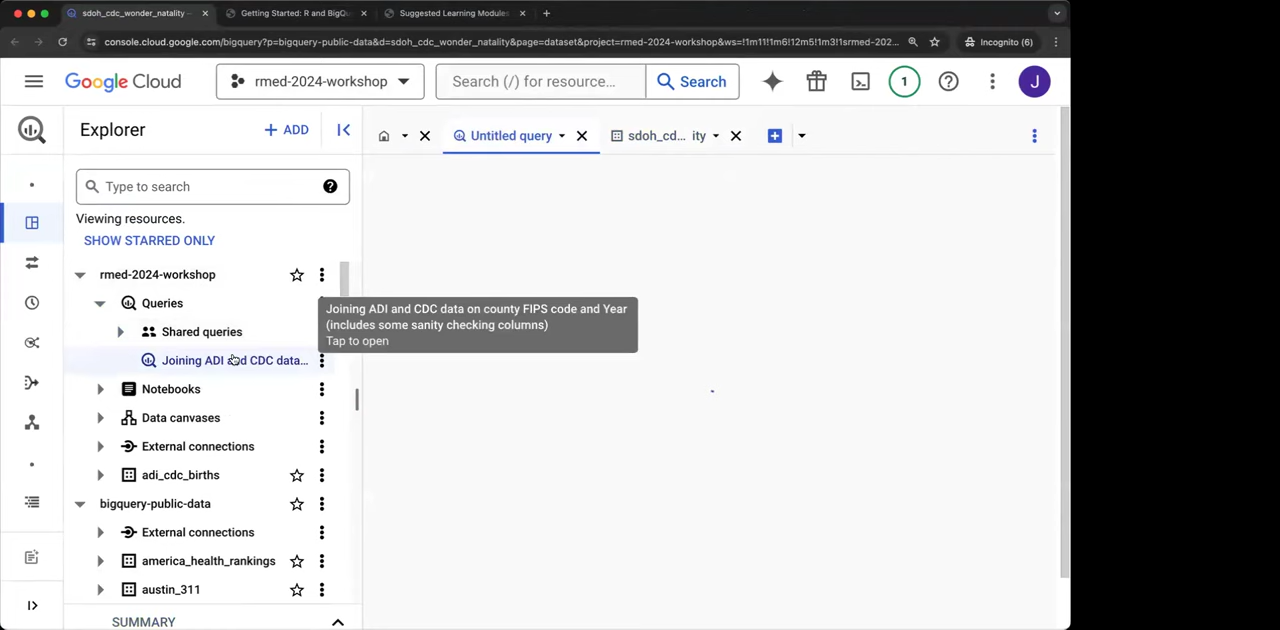 sdoh_cdc_wonder_natality –
Getting Started: R and BigQu
Suggested Learning Modules
console.cloud.google.com/bigquery?p=bigquery-public-data&d=sdoh_cdc_wonder_natality&page=dataset&project=rmed-2024-workshop&ws=!1m11!1m6!12m5!1m3!1srmed-202...
Incognito (6)
Google Cloud
rmed-2024-workshop
Search (/) for resource...
Search
1
J
Explorer
+ ADD
Untitled query
sdoh_cd... ity
Type to search
Viewing resources.
SHOW STARRED ONLY
rmed-2024-workshop
Queries
Joining ADI and CDC data on county FIPS code and Year
(includes some sanity checking columns)
Tap to open
Shared queries
Joining ADI and CDC data...
Notebooks
Data canvases
External connections
adi_cdc_births
bigquery-public-data
External connections
america_health_rankings
austin_311
SUMMARY